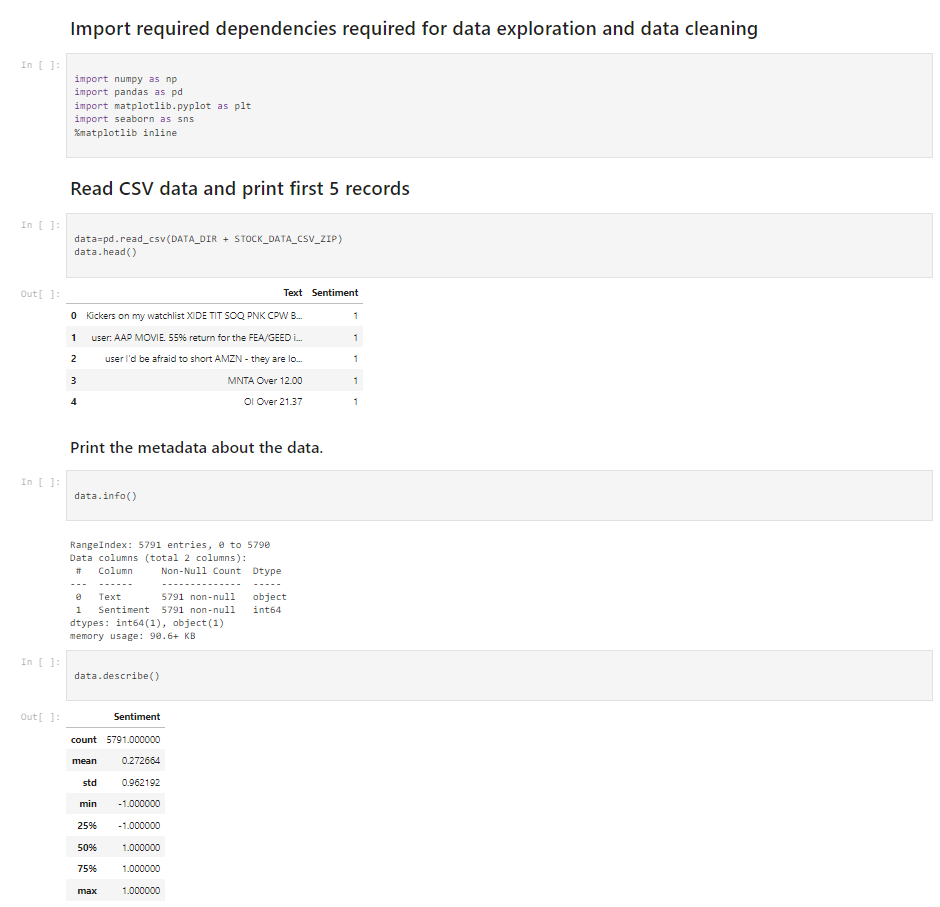 Import required dependencies required for data exploration and data cleaning
In [ ]:
import numpy as np
import pandas as pd
import matplotlib.pyplot as plt
import seaborn as sns
%matplotlib inline
Read CSV data and print first 5 records
In [ ]:
data=pd.read_csv(DATA_DIR + STOCK_DATA_CSV_ZIP)
data.head()
Out[ ]:
Text Sentiment
0 Kickers on my watchlist XIDE TIT SOQ PNK CPW B... 1
1 user: AAP MOVIE. 55% return for the FEA/GEED i... 1
2 user I'd be afraid to short AMZN - they are lo... 1
3 MNTA Over 12.00 1
4 OI Over 21.37 1
Print the metadata about the data.
In [ ]:
data.info()
RangeIndex: 5791 entries, 0 to 5790
Data columns (total 2 columns):
# Column Non-Null Count Dtype
--- ------ -------------- -----
0 Text 5791 non-null object
1 Sentiment 5791 non-null int64
dtypes: int64(1), object(1)
memory usage: 90.6+ KB
In [ ]:
data.describe()
Out[ ]:
Sentiment
count 5791.000000
mean 0.272664
std 0.962192
min -1.000000
25% -1.000000
50% 1.000000
75% 1.000000
max 1.000000